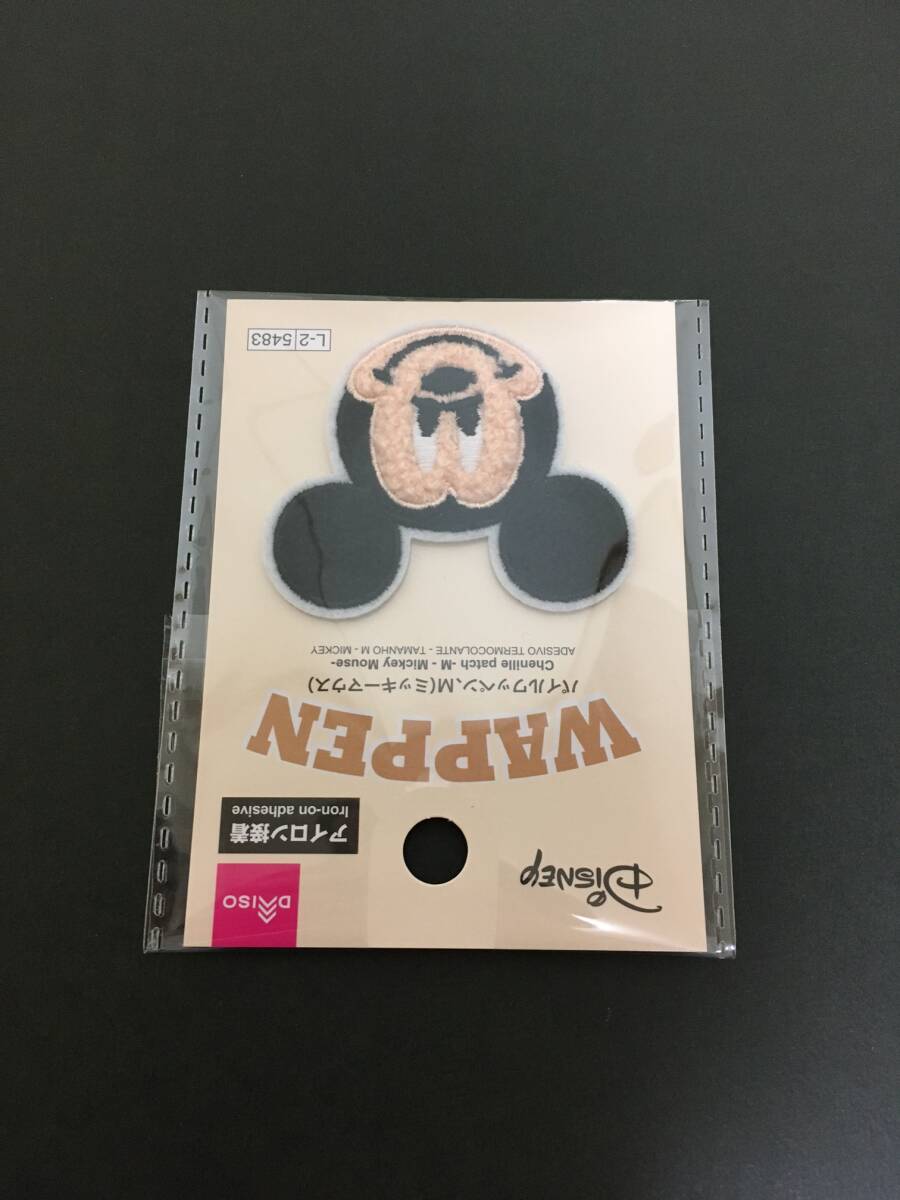 Disney
DAISO
アイロン接着
Iron-on adhesive
WAPPEN
パイルワッペン、M(ミッキーマウス)
Chenille patch -M - Mickey Mouse-
ADESIVO TERMOCOLANTE - TAMANHO M - MICKEY
L-2 5483